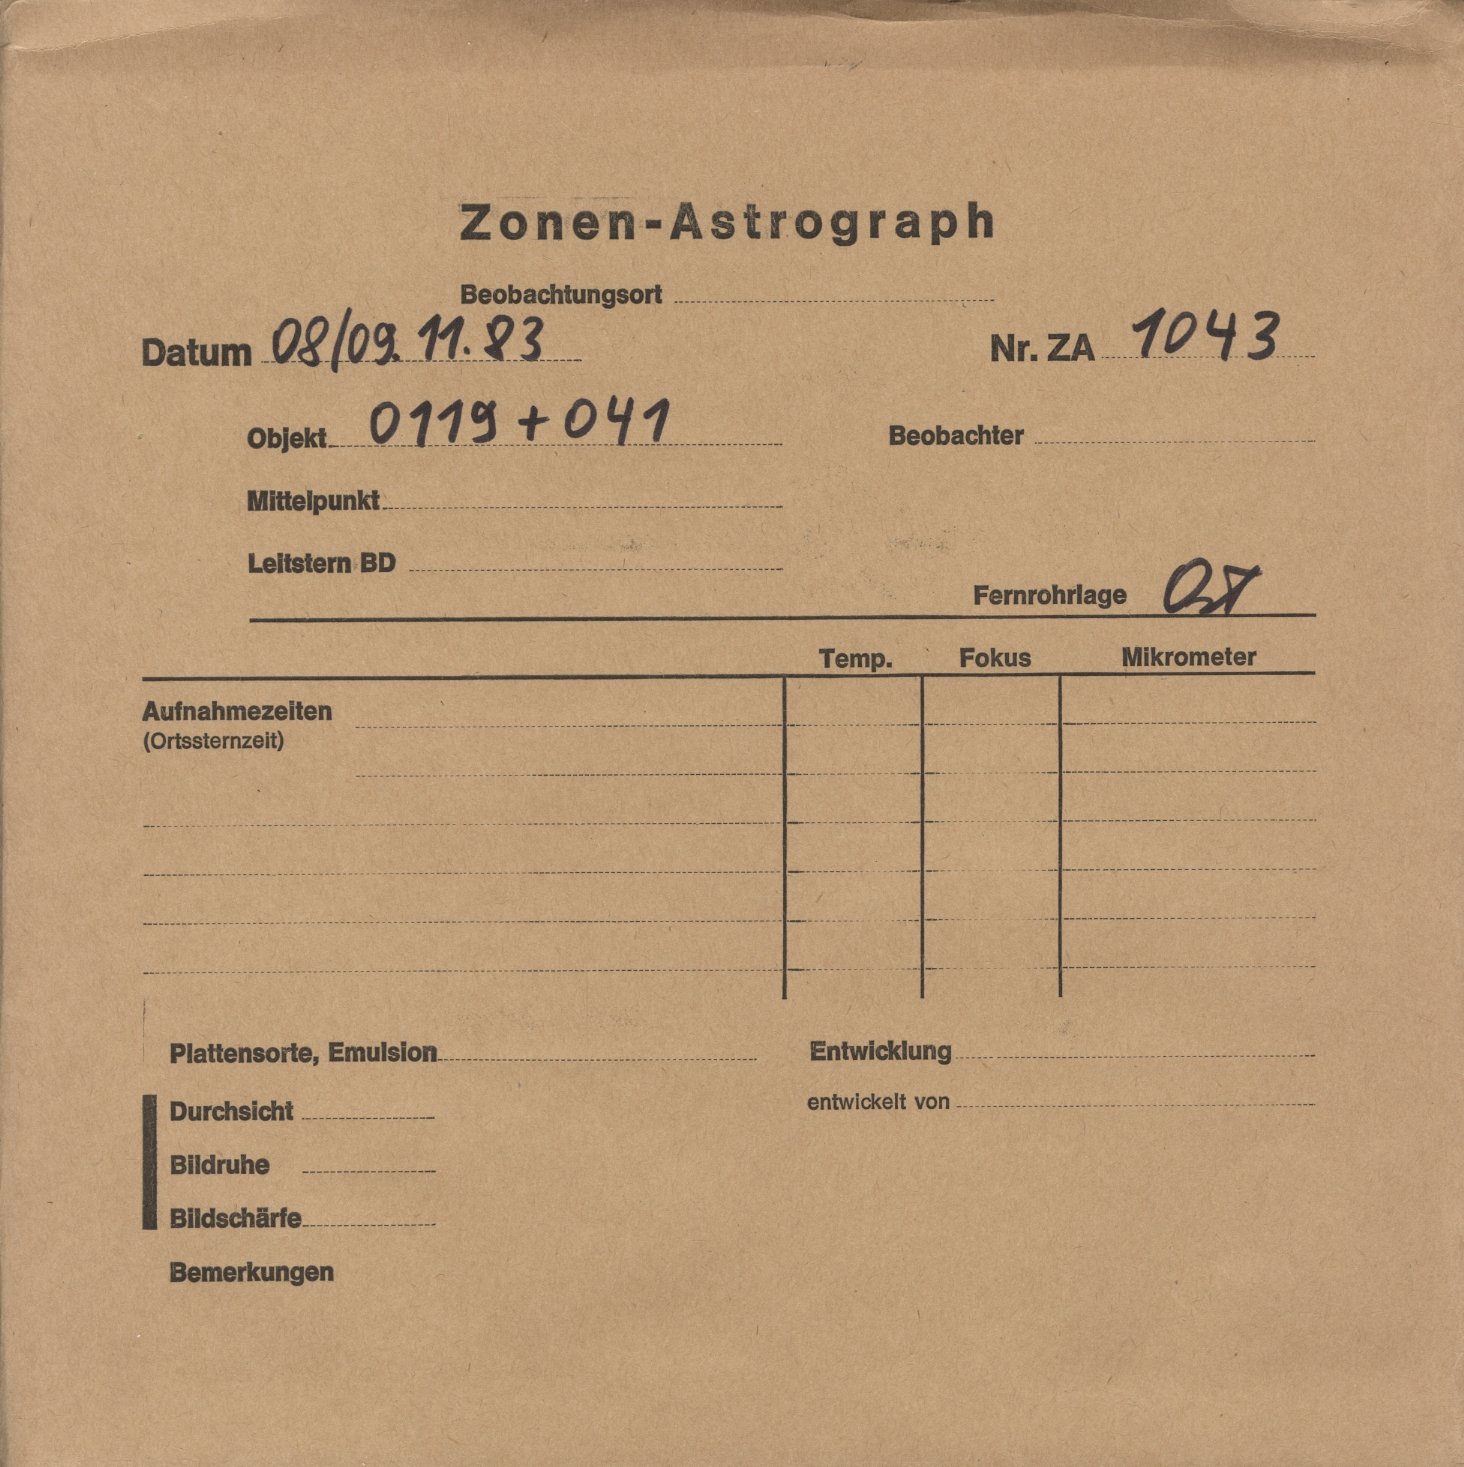 Zonen-Astrograph
Beobachtungsort
Datum 08/09. 11. 83 Nr. ZA 1043
Objekt 0119 + 041 Beobachter
Mittelpunkt
Leitstern BD
Fernrohrlage Ost
Temp. Fokus Mikrometer
Aufnahmezeiten
(Ortssternzeit)
Plattensorte, Emulsion Entwicklung
Durchsicht entwickelt von
Bildruhe
Bildschärfe
Bemerkungen